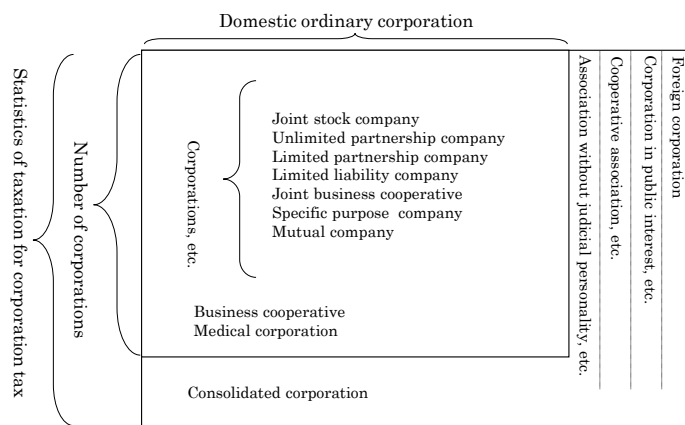 Domestic ordinary corporation
Statistics of taxation for corporation tax
Number of corporations
Corporations, etc.
Joint stock company
Unlimited partnership company
Limited partnership company
Limited liability company
Joint business cooperative
Specific purpose company
Mutual company
Business cooperative
Medical corporation
Consolidated corporation
Association without judicial personality, etc.
Cooperative association, etc.
Corporation in public interest, etc.
Foreign corporation